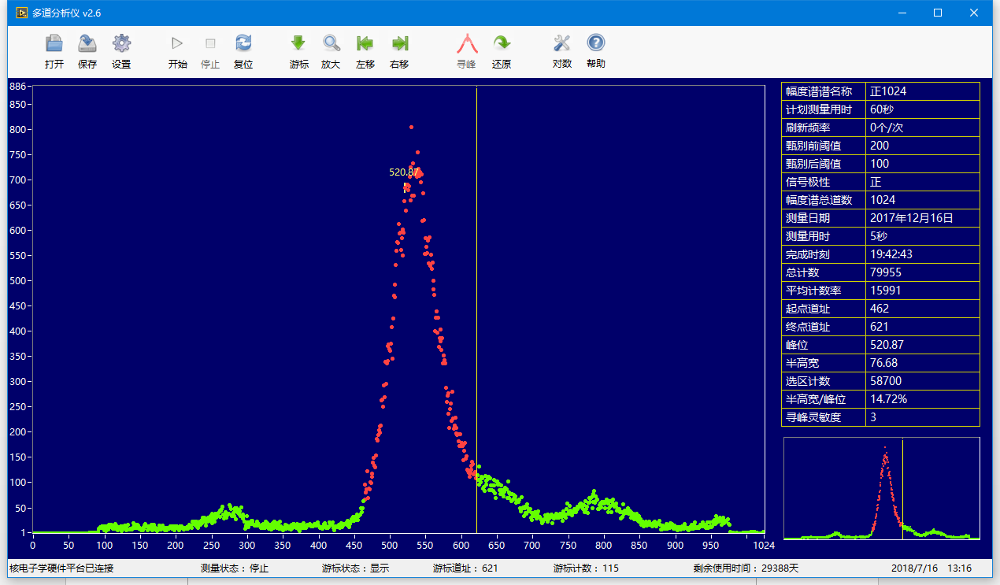 多道分析仪 v2.6
打开 保存 设置 开始 停止 复位 游标 放大 左移 右移 寻峰 还原 对数 帮助
886
850
800
750
700
650
600
550
500
450
400
350
300
250
200
150
100
50
1
520.87
0 50 100 150 200 250 300 350 400 450 500 550 600 650 700 750 800 850 900 950 1024
幅度谱谱名称 正1024
计划测量用时 60秒
刷新频率 0个/次
甄别前阈值 200
甄别后阈值 100
信号极性 正
幅度谱总道数 1024
测量日期 2017年12月16日
测量用时 5秒
完成时刻 19:42:43
总计数 79955
平均计数率 15991
起点道址 462
终点道址 621
峰位 520.87
半高宽 76.68
选区计数 58700
半高宽/峰位 14.72%
寻峰灵敏度 3
核电子学硬件平台已连接 测量状态：停止 游标状态：显示 游标道址：621 游标计数：115 剩余使用时间：29388天 2018/7/16 13:16